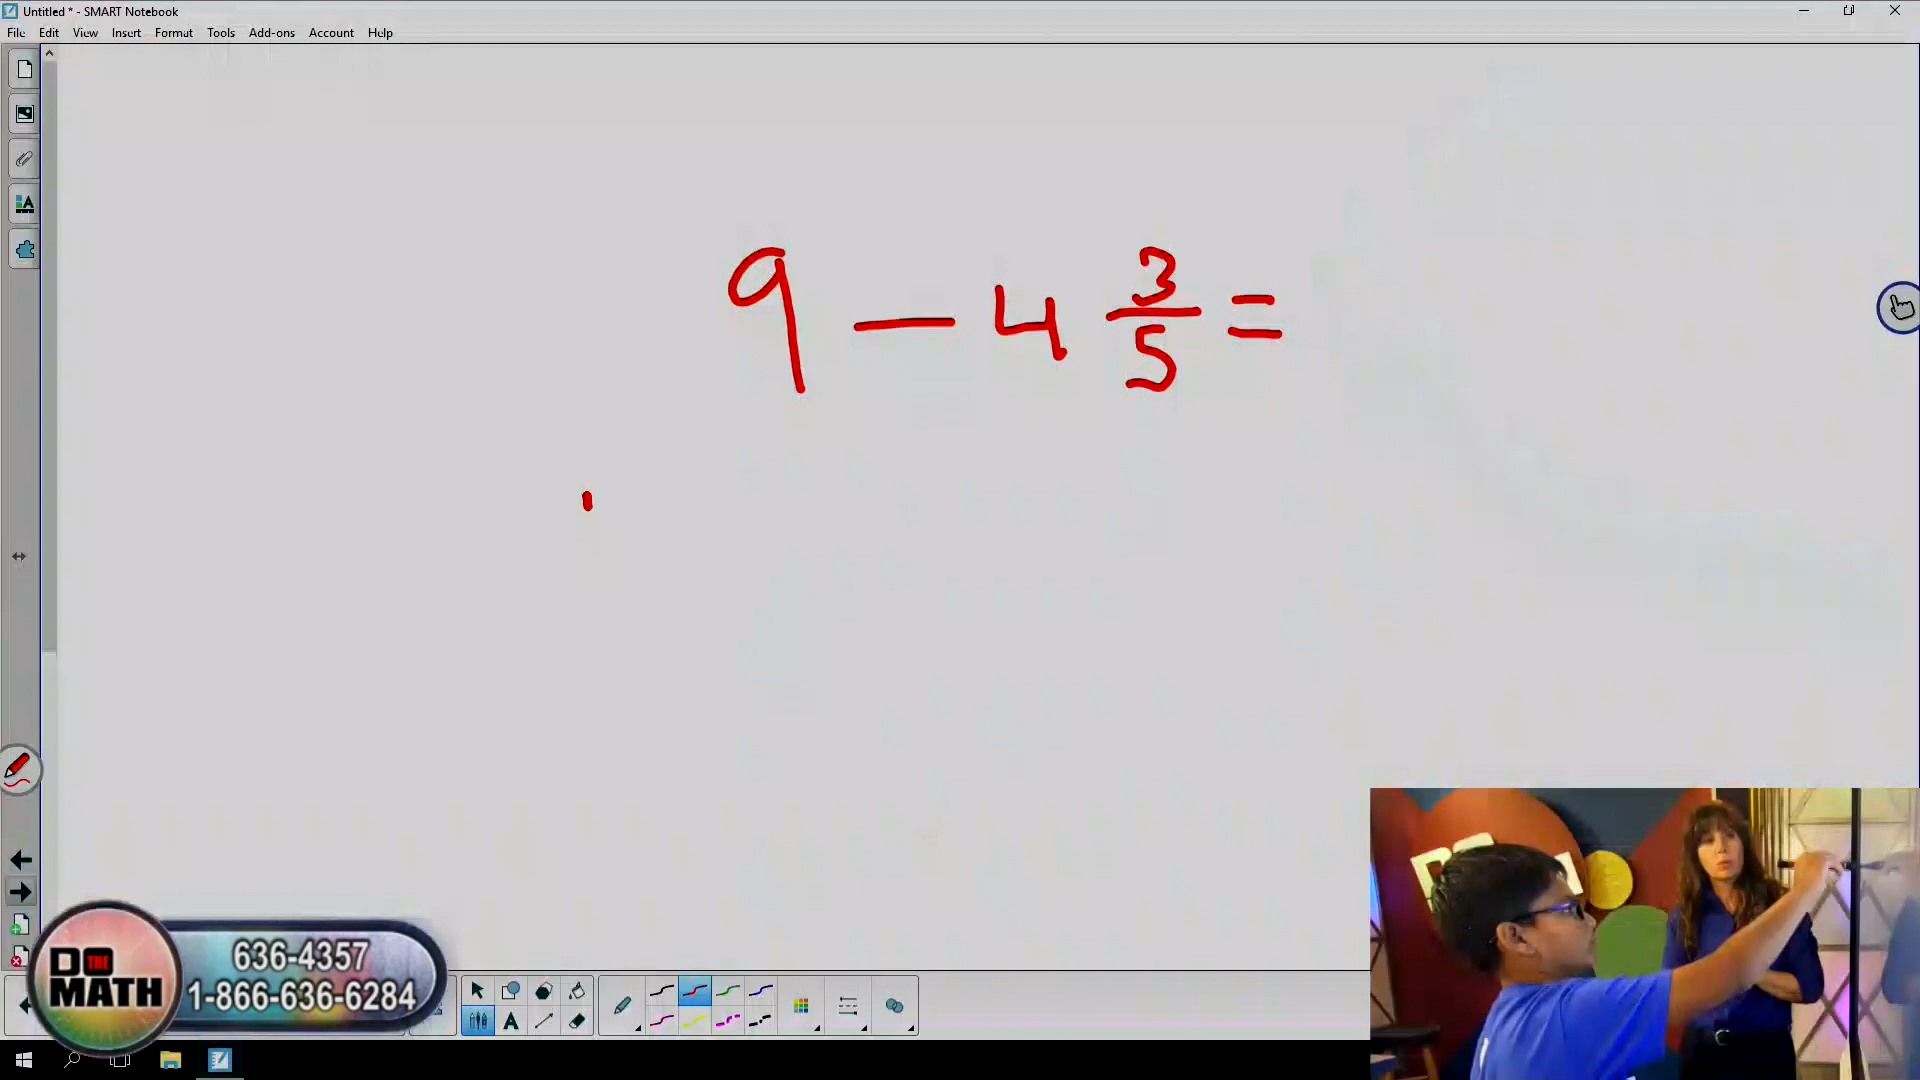 Untitled * - SMART Notebook
File Edit View Insert Format Tools Add-ons Account Help
9 — 4 3/5 =
DO THE MATH
636-4357
1-866-636-6284